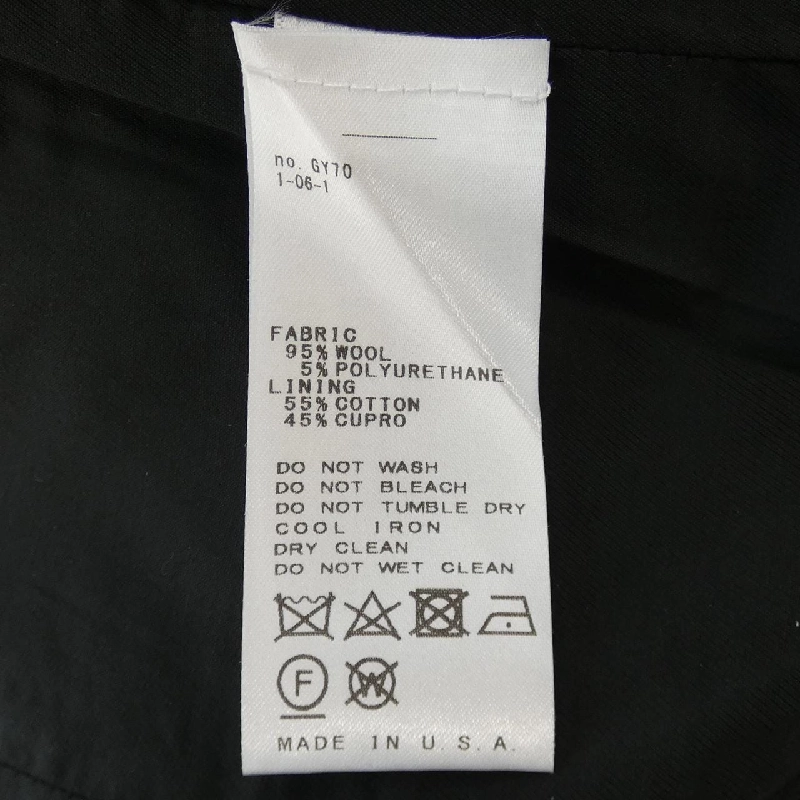 no. GY70
1-06-1
FABRIC
95% WOOL
5% POLYURETHANE
LINING
55% COTTON
45% CUPRO
DO NOT WASH
DO NOT BLEACH
DO NOT TUMBLE DRY
COOL IRON
DRY CLEAN
DO NOT WET CLEAN
F W
MADE IN U.S.A.